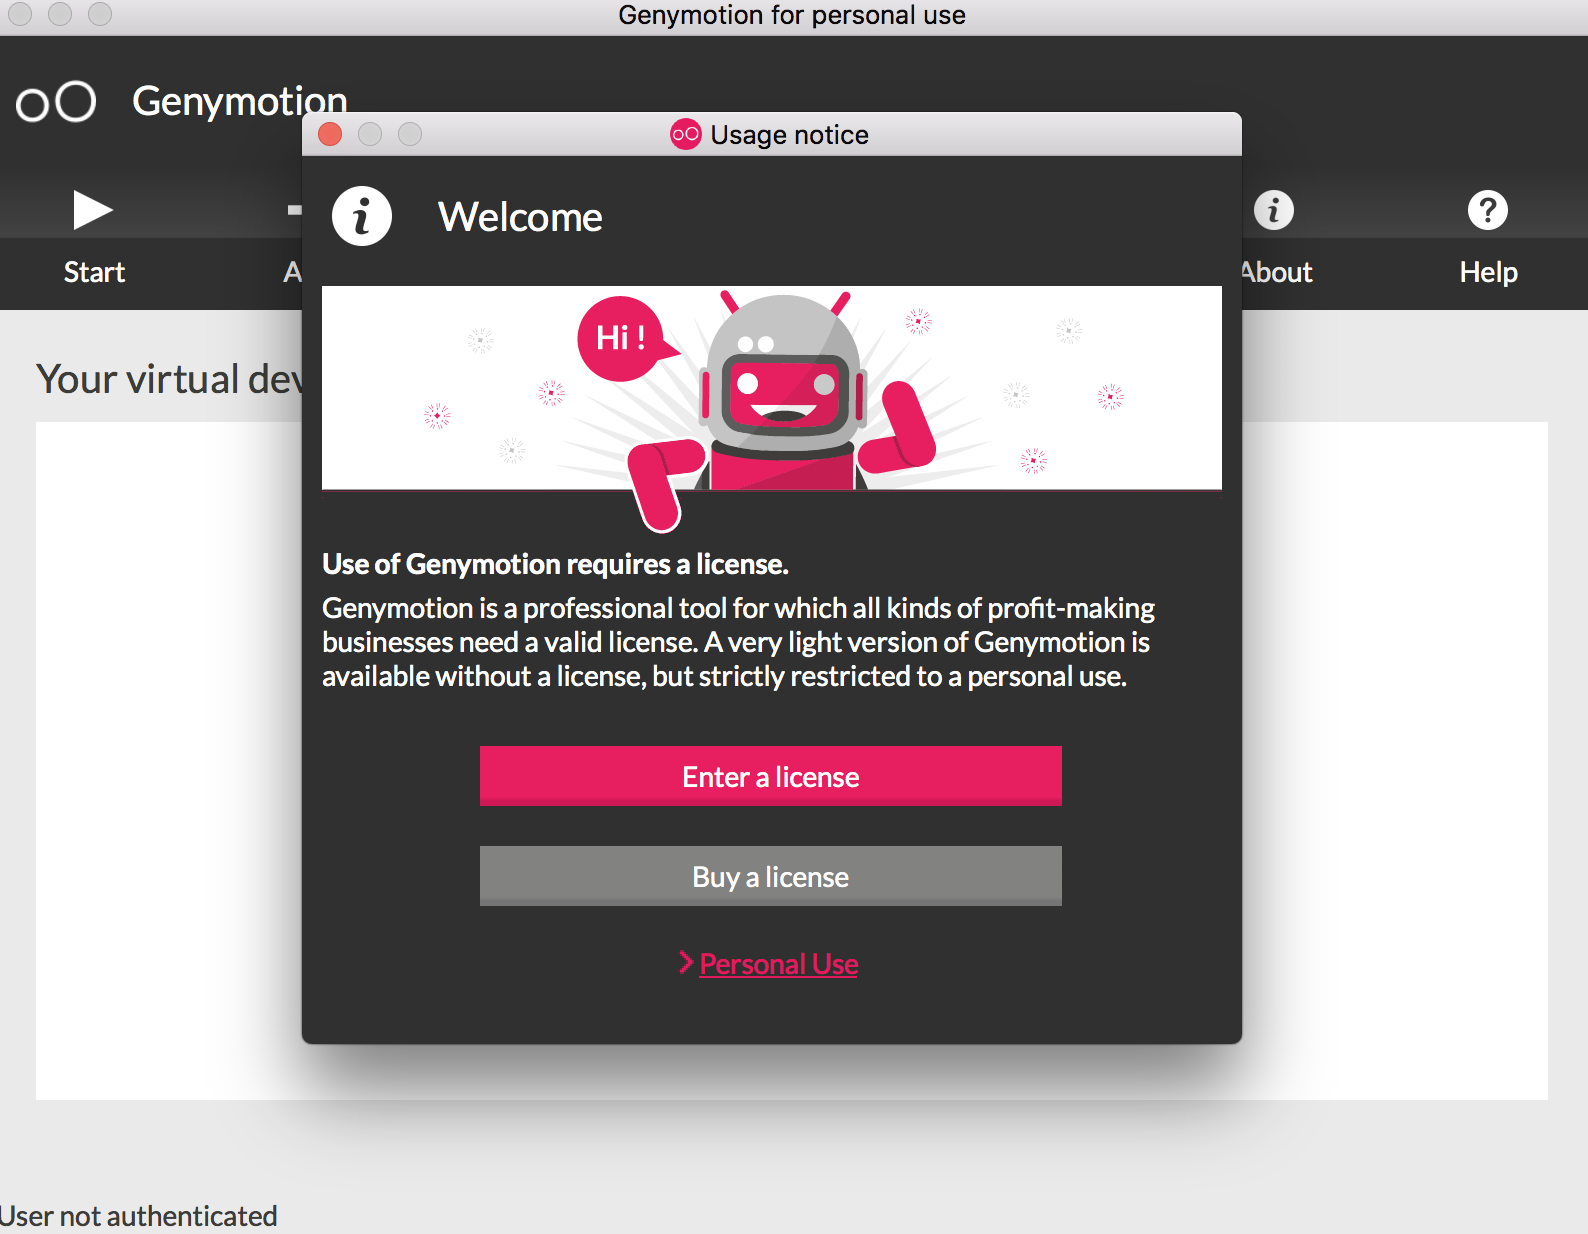 Genymotion for personal use
Genymotion
Usage notice
Welcome
Start
About
Help
Your virtual dev
Hi !
Use of Genymotion requires a license.
Genymotion is a professional tool for which all kinds of profit-making
businesses need a valid license. A very light version of Genymotion is
available without a license, but strictly restricted to a personal use.
Enter a license
Buy a license
Personal Use
User not authenticated